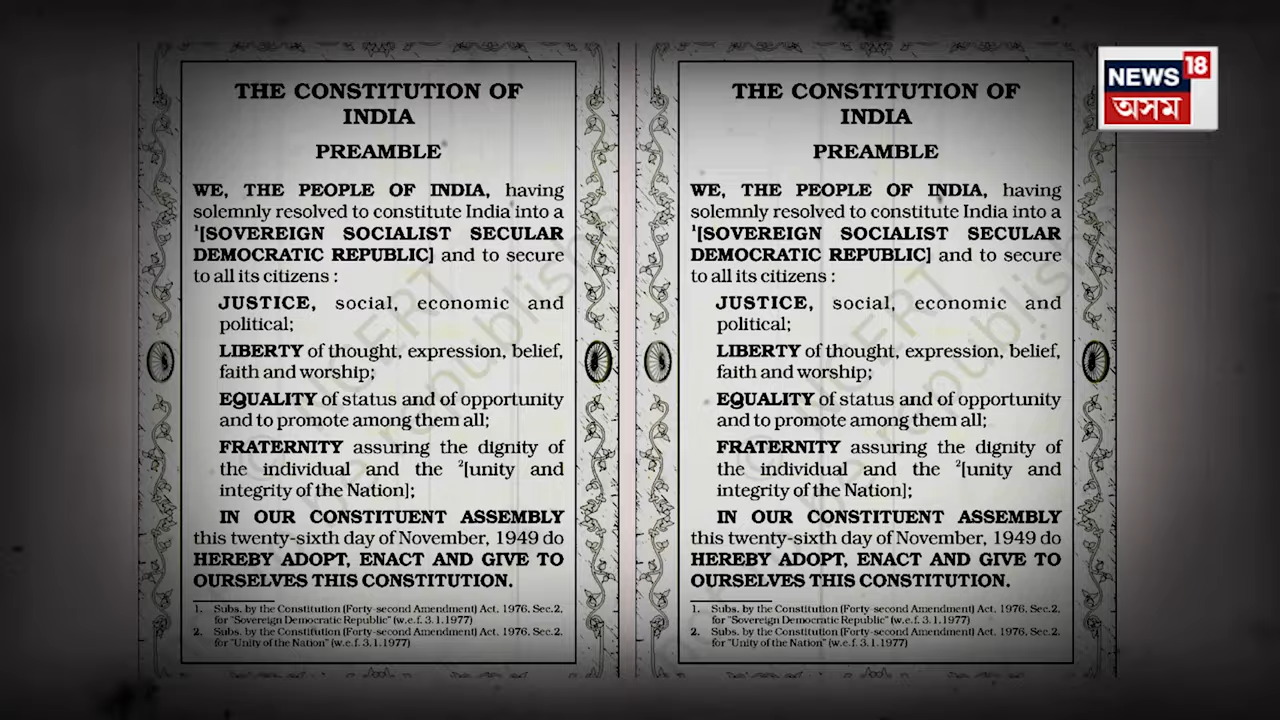 THE CONSTITUTION OF
INDIA
PREAMBLE
WE, THE PEOPLE OF INDIA, having
solemnly resolved to constitute India into a
¹[SOVEREIGN SOCIALIST SECULAR
DEMOCRATIC REPUBLIC] and to secure
to all its citizens :
JUSTICE, social, economic and
political;
LIBERTY of thought, expression, belief,
faith and worship;
EQUALITY of status and of opportunity
and to promote among them all;
FRATERNITY assuring the dignity of
the individual and the ²[unity and
integrity of the Nation];
IN OUR CONSTITUENT ASSEMBLY
this twenty-sixth day of November, 1949 do
HEREBY ADOPT, ENACT AND GIVE TO
OURSELVES THIS CONSTITUTION.
1. Subs. by the Constitution (Forty-second Amendment) Act, 1976, Sec.2,
for "Sovereign Democratic Republic" (w.e.f. 3.1.1977)
2. Subs. by the Constitution (Forty-second Amendment) Act, 1976, Sec.2,
for "Unity of the Nation" (w.e.f. 3.1.1977)
THE CONSTITUTION OF
INDIA
PREAMBLE
WE, THE PEOPLE OF INDIA, having
solemnly resolved to constitute India into a
¹[SOVEREIGN SOCIALIST SECULAR
DEMOCRATIC REPUBLIC] and to secure
to all its citizens :
JUSTICE, social, economic and
political;
LIBERTY of thought, expression, belief,
faith and worship;
EQUALITY of status and of opportunity
and to promote among them all;
FRATERNITY assuring the dignity of
the individual and the ²[unity and
integrity of the Nation];
IN OUR CONSTITUENT ASSEMBLY
this twenty-sixth day of November, 1949 do
HEREBY ADOPT, ENACT AND GIVE TO
OURSELVES THIS CONSTITUTION.
1. Subs. by the Constitution (Forty-second Amendment) Act, 1976, Sec.2,
for "Sovereign Democratic Republic" (w.e.f. 3.1.1977)
2. Subs. by the Constitution (Forty-second Amendment) Act, 1976, Sec.2,
for "Unity of the Nation" (w.e.f. 3.1.1977)
NEWS 18
অসম